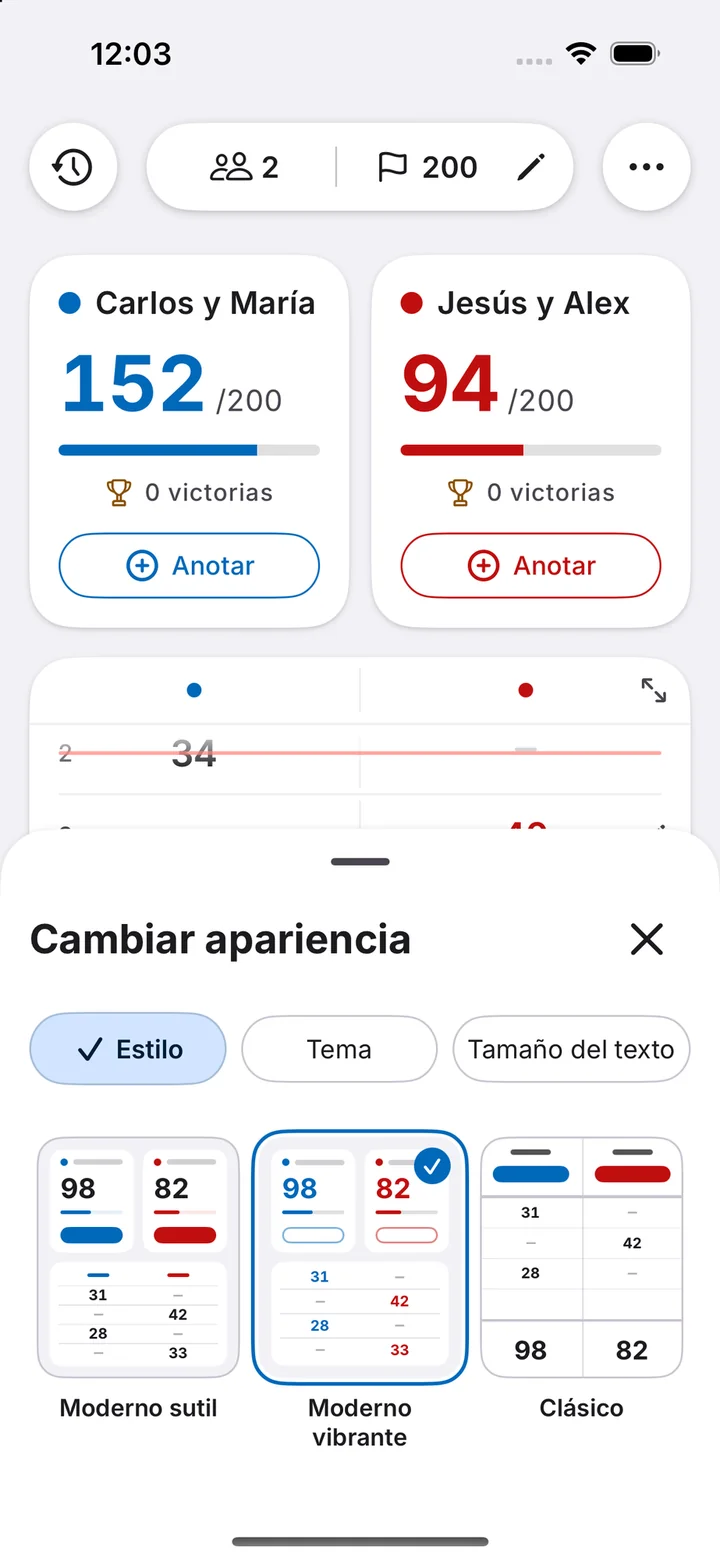 12:03
2
200
Carlos y María
Jesús y Alex
152 /200
94 /200
0 victorias
0 victorias
Anotar
Anotar
2 34 –
Cambiar apariencia
Estilo
Tema
Tamaño del texto
98 82
31 –
– 42
28 –
– 33
Moderno sutil
98 82
31 –
– 42
28 –
– 33
Moderno
vibrante
31 –
– 42
28 –
98 82
Clásico